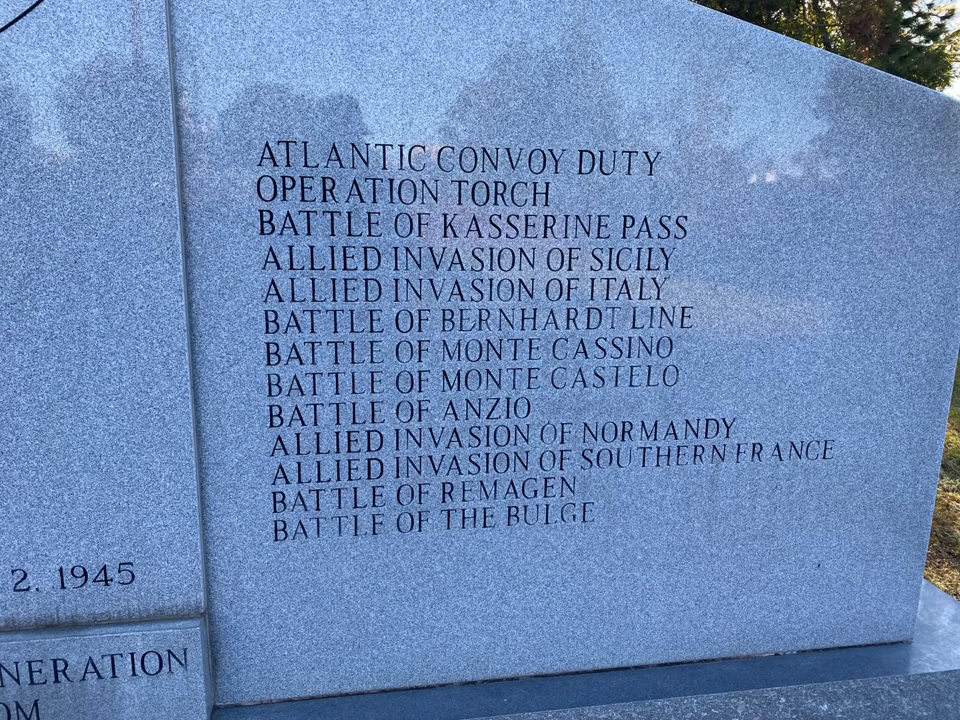 ATLANTIC CONVOY DUTY
OPERATION TORCH
BATTLE OF KASSERINE PASS
ALLIED INVASION OF SICILY
ALLIED INVASION OF ITALY
BATTLE OF BERNHARDT LINE
BATTLE OF MONTE CASSINO
BATTLE OF MONTE CASTELO
BATTLE OF ANZIO
ALLIED INVASION OF NORMANDY
ALLIED INVASION OF SOUTHERN FRANCE
BATTLE OF REMAGEN
BATTLE OF THE BULGE
2, 1945
NERATION
OM